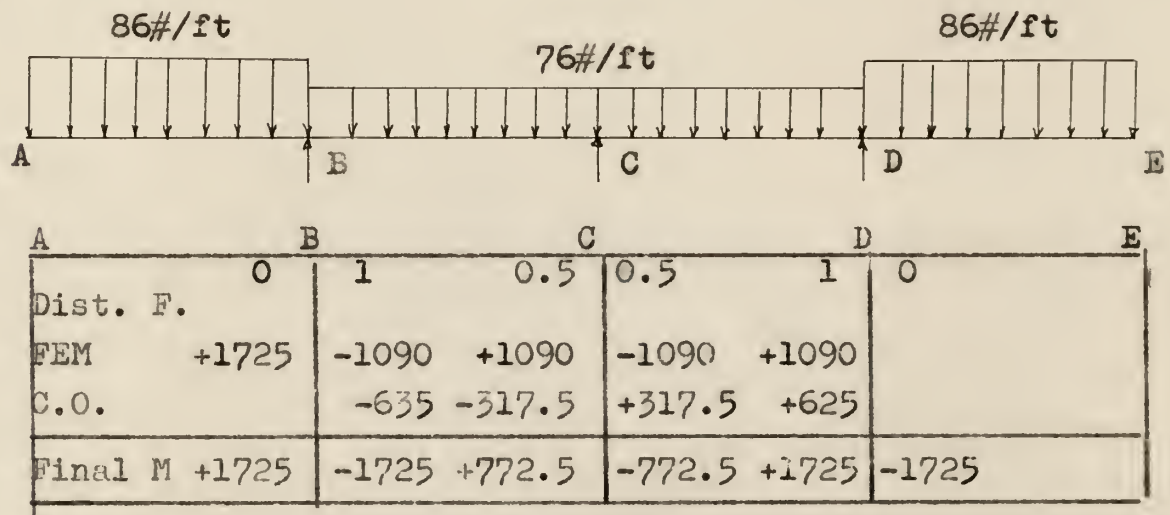 86#/ft 76#/ft 86#/ft
A B C D E
A B C D E
0 1 0.5 0.5 1 0
Dist. F.
FEM +1725 -1090 +1090 -1090 +1090
C.O. -635 -317.5 +317.5 +625
Final M +1725 -1725 +772.5 -772.5 +1725 -1725